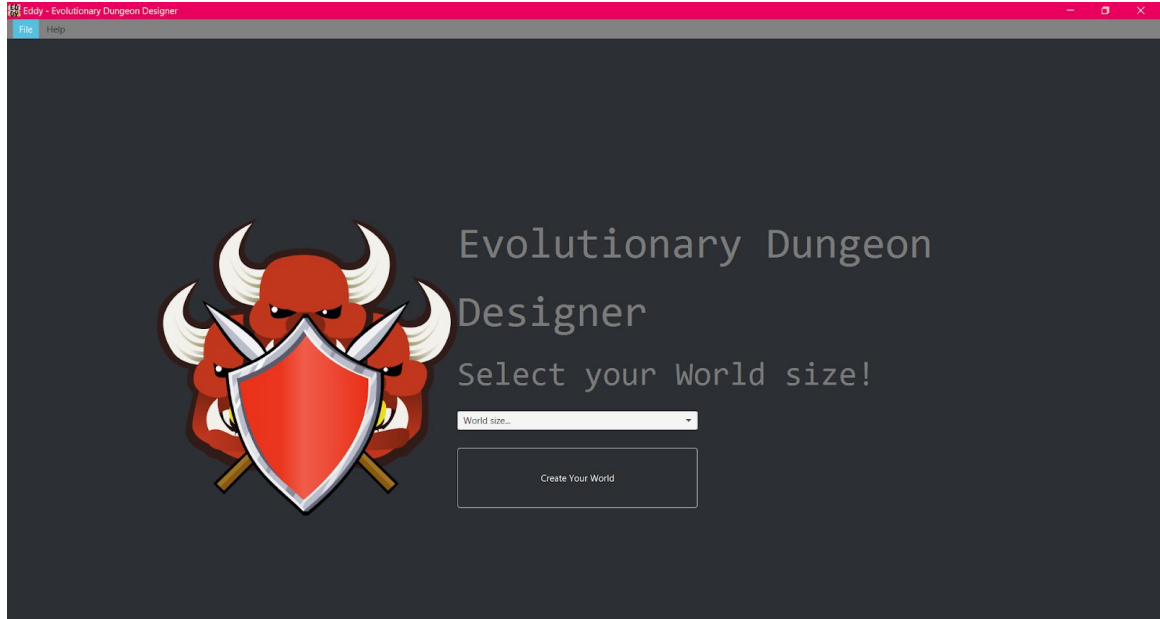 Eddy - Evolutionary Dungeon Designer
File Help
Evolutionary Dungeon
Designer
Select your World size!
World size...
Create Your World